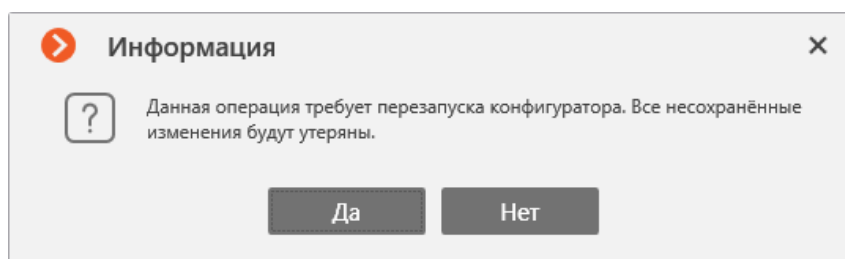 Информация
Данная операция требует перезапуска конфигуратора. Все несохранённые
изменения будут утеряны.
Да
Нет